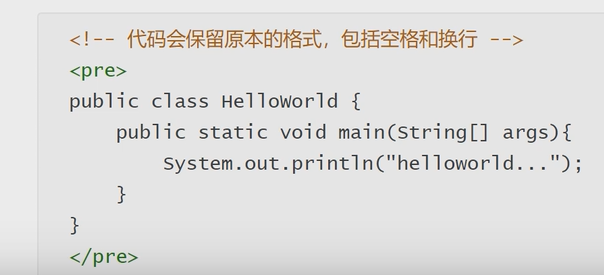 <!-- 代码会保留原本的格式，包括空格和换行 -->
<pre>
public class HelloWorld {
    public static void main(String[] args){
        System.out.println("helloworld...");
    }
}
</pre>